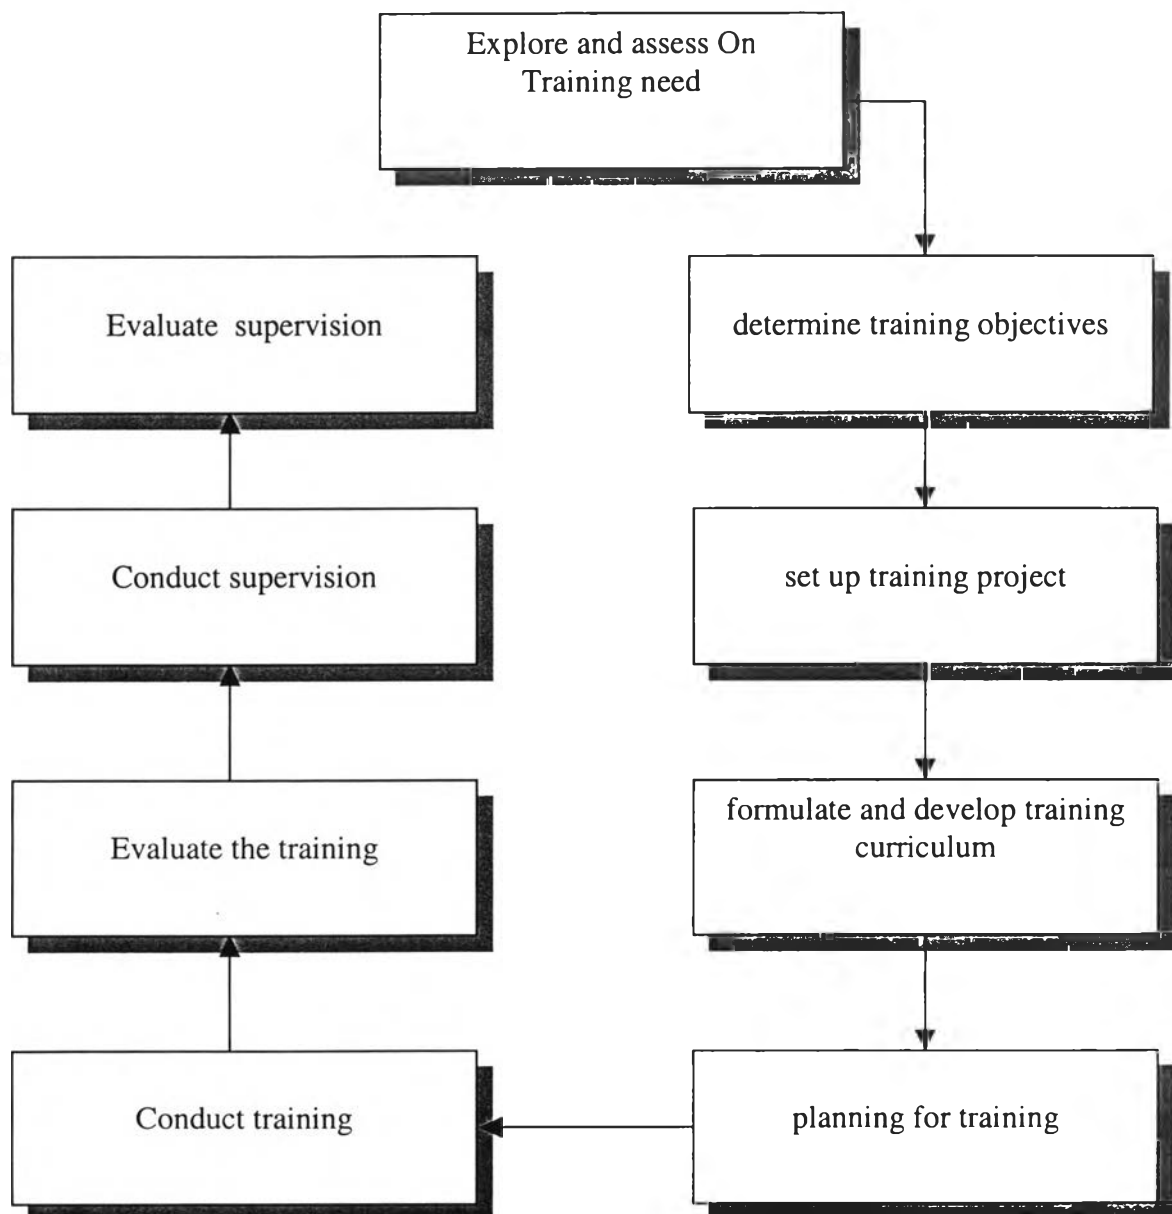 Explore and assess On
Training need
determine training objectives
set up training project
formulate and develop training
curriculum
planning for training
Conduct training
Evaluate the training
Conduct supervision
Evaluate supervision